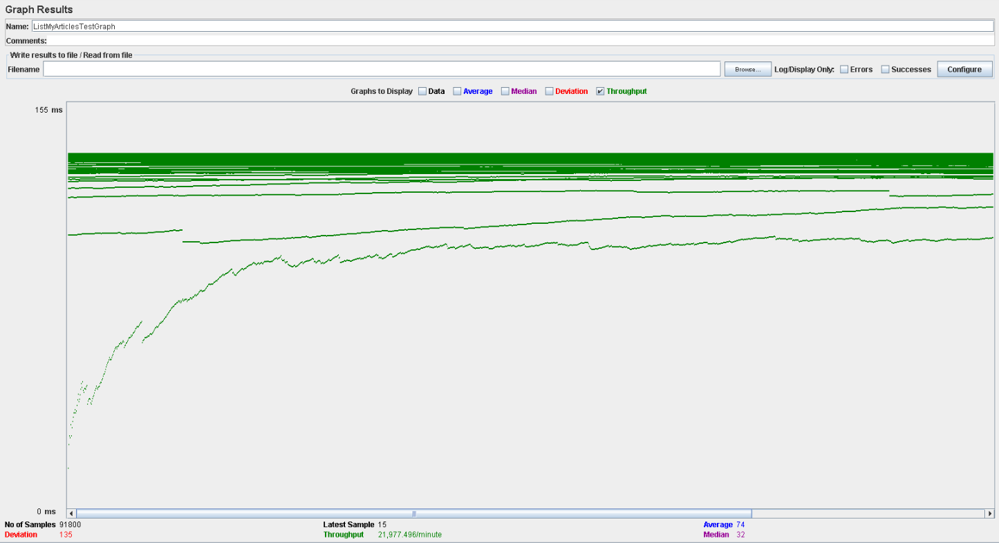 Graph Results
Name: ListMyArticlesTestGraph
Comments:
Write results to file / Read from file
Filename Browse... Log/Display Only: Errors Successes Configure
Graphs to Display Data Average Median Deviation Throughput
155 ms
0 ms
No of Samples 91800 Latest Sample 15 Average 74
Deviation 135 Throughput 21,977.496/minute Median 32